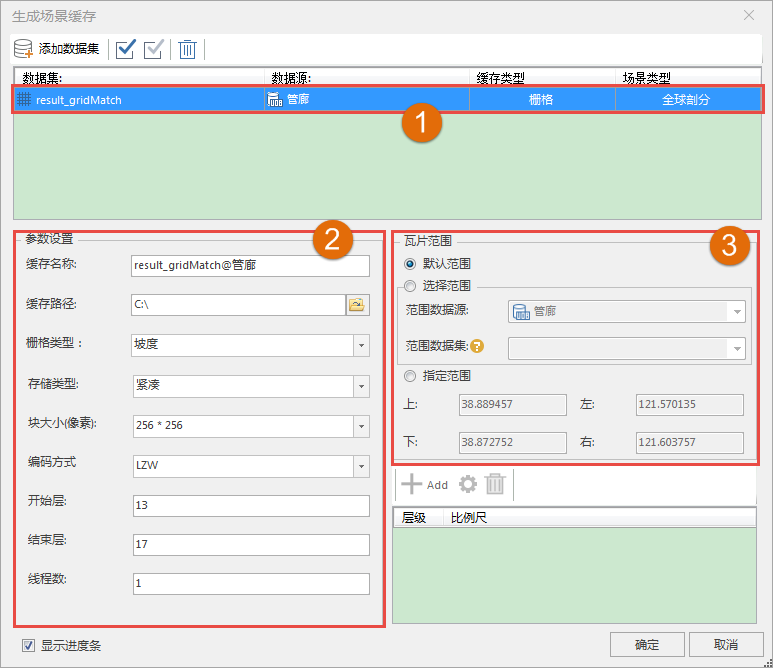 生成场景缓存
添加数据集
数据集: 数据源: 缓存类型 场景类型
result_gridMatch 管廊 栅格 全球剖分
1
参数设置
2
缓存名称: result_gridMatch@管廊
缓存路径: C:\
栅格类型： 坡度
存储类型: 紧凑
块大小(像素): 256 * 256
编码方式 LZW
开始层: 13
结束层: 17
线程数: 1
瓦片范围
3
默认范围
选择范围
范围数据源: 管廊
范围数据集: ?
指定范围
上: 38.889457 左: 121.570135
下: 38.872752 右: 121.603757
Add
层级 比例尺
显示进度条
确定 取消